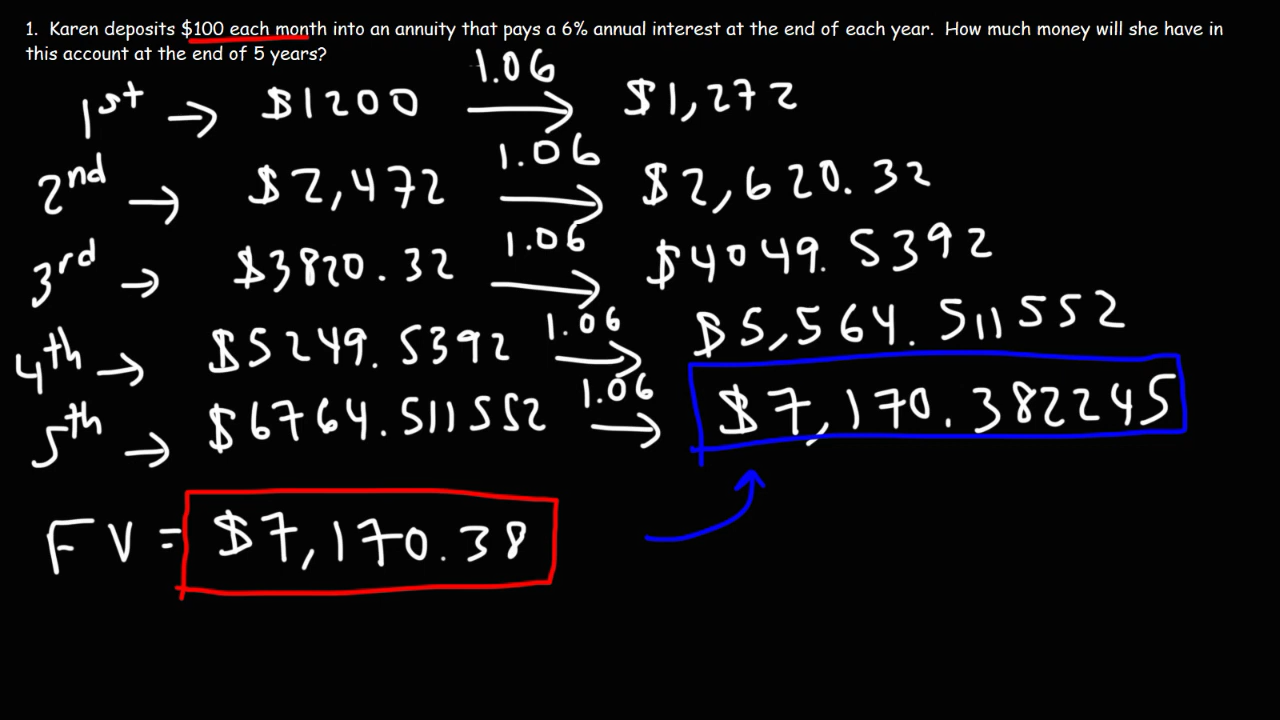 1. Karen deposits $100 each month into an annuity that pays a 6% annual interest at the end of each year. How much money will she have in
this account at the end of 5 years?
1st → $1200 1.06 → $1,272
2nd → $2,472 1.06 → $2,620.32
3rd → $3820.32 1.06 → $4049.5392
4th → $5249.5392 1.06 → $5,564.511552
5th → $6764.511552 1.06 → $7,170.382245
FV = $7,170.38